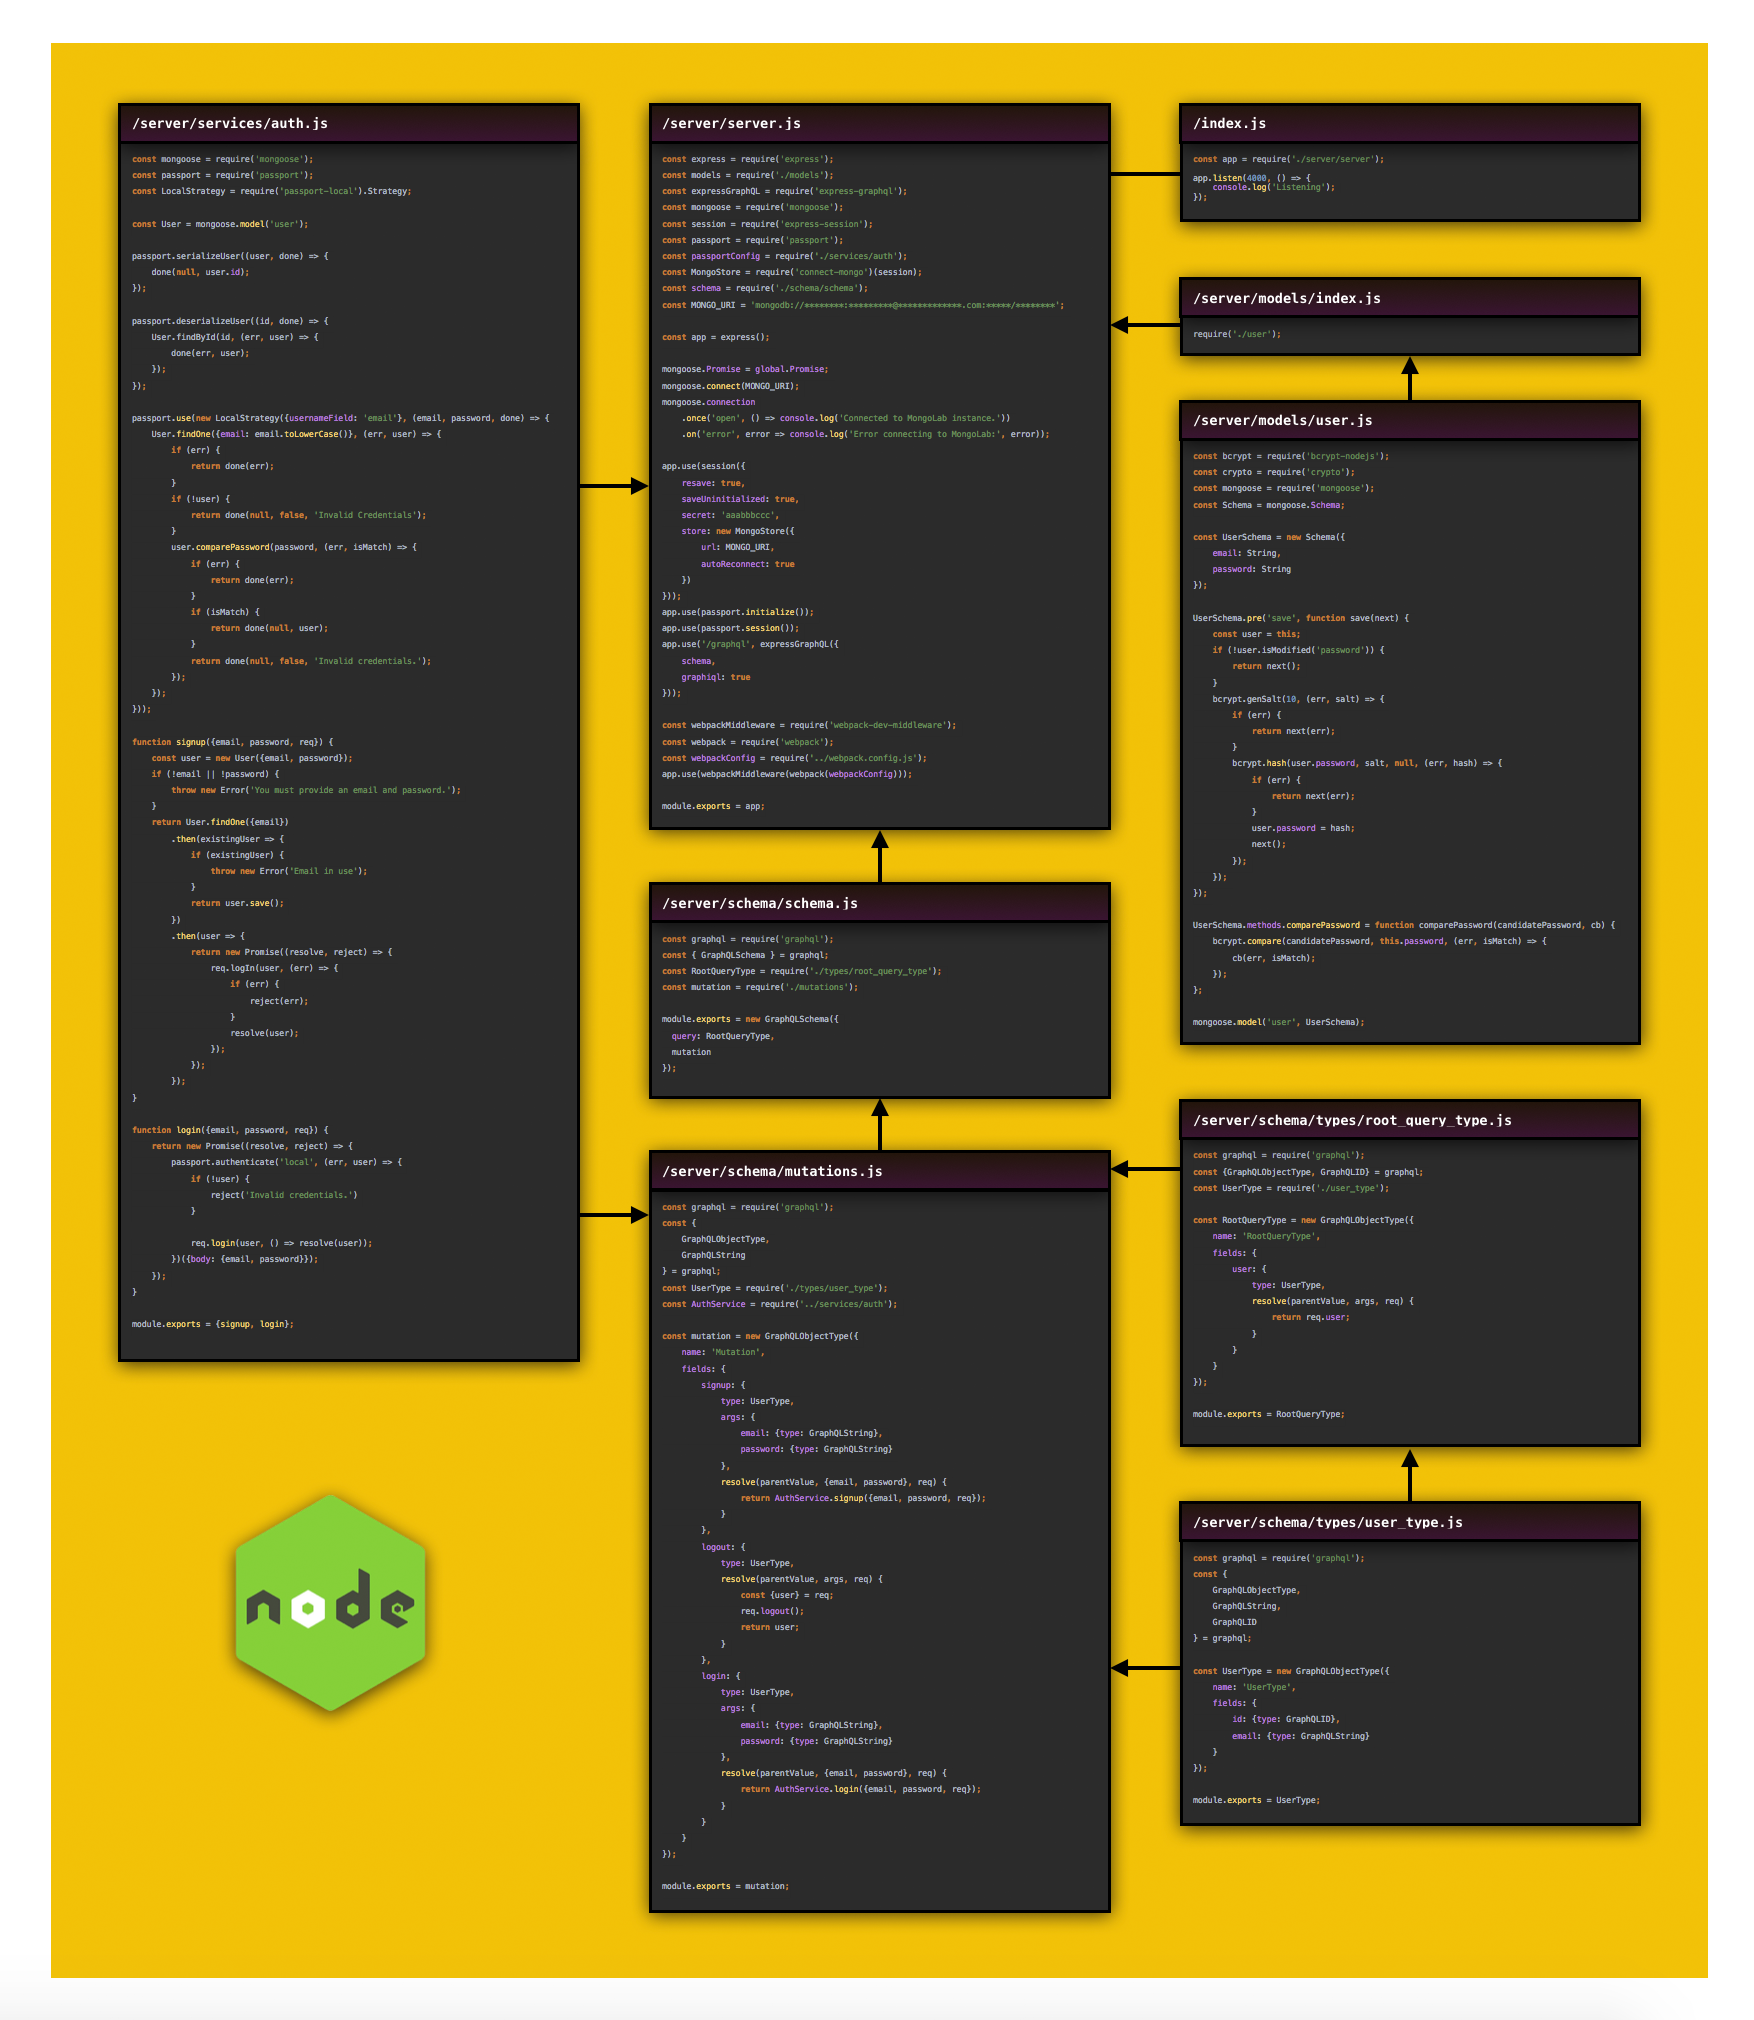 /server/services/auth.js
const mongoose = require('mongoose');
const passport = require('passport');
const LocalStrategy = require('passport-local').Strategy;
const User = mongoose.model('user');
passport.serializeUser((user, done) => {
done(null, user.id);
});
passport.deserializeUser((id, done) => {
User.findById(id, (err, user) => {
done(err, user);
});
});
passport.use(new LocalStrategy({usernameField: 'email'}, (email, password, done) => {
User.findOne({email: email.toLowerCase()}, (err, user) => {
if (err) {
return done(err);
}
if (!user) {
return done(null, false, 'Invalid Credentials');
}
user.comparePassword(password, (err, isMatch) => {
if (err) {
return done(err);
}
if (isMatch) {
return done(null, user);
}
return done(null, false, 'Invalid credentials.');
});
});
}));
function signup({email, password, req}) {
const user = new User({email, password});
if (!email || !password) {
throw new Error('You must provide an email and password.');
}
return User.findOne({email})
.then(existingUser => {
if (existingUser) {
throw new Error('Email in use');
}
return user.save();
})
.then(user => {
return new Promise((resolve, reject) => {
req.logIn(user, (err) => {
if (err) {
reject(err);
}
resolve(user);
});
});
});
}
function login({email, password, req}) {
return new Promise((resolve, reject) => {
passport.authenticate('local', (err, user) => {
if (!user) {
reject('Invalid credentials.')
}
req.login(user, () => resolve(user));
})({body: {email, password}});
});
}
module.exports = {signup, login};
node
/server/server.js
const express = require('express');
const models = require('./models');
const expressGraphQL = require('express-graphql');
const mongoose = require('mongoose');
const session = require('express-session');
const passport = require('passport');
const passportConfig = require('./services/auth');
const MongoStore = require('connect-mongo')(session);
const schema = require('./schema/schema');
const MONGO_URI = 'mongodb://********:*********@*************.com:*****/********';
const app = express();
mongoose.Promise = global.Promise;
mongoose.connect(MONGO_URI);
mongoose.connection
.once('open', () => console.log('Connected to MongoLab instance.'))
.on('error', error => console.log('Error connecting to MongoLab:', error));
app.use(session({
resave: true,
saveUninitialized: true,
secret: 'aaabbbccc',
store: new MongoStore({
url: MONGO_URI,
autoReconnect: true
})
}));
app.use(passport.initialize());
app.use(passport.session());
app.use('/graphql', expressGraphQL({
schema,
graphiql: true
}));
const webpackMiddleware = require('webpack-dev-middleware');
const webpack = require('webpack');
const webpackConfig = require('../webpack.config.js');
app.use(webpackMiddleware(webpack(webpackConfig)));
module.exports = app;
/server/schema/schema.js
const graphql = require('graphql');
const { GraphQLSchema } = graphql;
const RootQueryType = require('./types/root_query_type');
const mutation = require('./mutations');
module.exports = new GraphQLSchema({
query: RootQueryType,
mutation
});
/server/schema/mutations.js
const graphql = require('graphql');
const {
GraphQLObjectType,
GraphQLString
} = graphql;
const UserType = require('./types/user_type');
const AuthService = require('../services/auth');
const mutation = new GraphQLObjectType({
name: 'Mutation',
fields: {
signup: {
type: UserType,
args: {
email: {type: GraphQLString},
password: {type: GraphQLString}
},
resolve(parentValue, {email, password}, req) {
return AuthService.signup({email, password, req});
}
},
logout: {
type: UserType,
resolve(parentValue, args, req) {
const {user} = req;
req.logout();
return user;
}
},
login: {
type: UserType,
args: {
email: {type: GraphQLString},
password: {type: GraphQLString}
},
resolve(parentValue, {email, password}, req) {
return AuthService.login({email, password, req});
}
}
}
});
module.exports = mutation;
/index.js
const app = require('./server/server');
app.listen(4000, () => {
console.log('Listening');
});
/server/models/index.js
require('./user');
/server/models/user.js
const bcrypt = require('bcrypt-nodejs');
const crypto = require('crypto');
const mongoose = require('mongoose');
const Schema = mongoose.Schema;
const UserSchema = new Schema({
email: String,
password: String
});
UserSchema.pre('save', function save(next) {
const user = this;
if (!user.isModified('password')) {
return next();
}
bcrypt.genSalt(10, (err, salt) => {
if (err) {
return next(err);
}
bcrypt.hash(user.password, salt, null, (err, hash) => {
if (err) {
return next(err);
}
user.password = hash;
next();
});
});
});
UserSchema.methods.comparePassword = function comparePassword(candidatePassword, cb) {
bcrypt.compare(candidatePassword, this.password, (err, isMatch) => {
cb(err, isMatch);
});
};
mongoose.model('user', UserSchema);
/server/schema/types/root_query_type.js
const graphql = require('graphql');
const {GraphQLObjectType, GraphQLID} = graphql;
const UserType = require('./user_type');
const RootQueryType = new GraphQLObjectType({
name: 'RootQueryType',
fields: {
user: {
type: UserType,
resolve(parentValue, args, req) {
return req.user;
}
}
}
});
module.exports = RootQueryType;
/server/schema/types/user_type.js
const graphql = require('graphql');
const {
GraphQLObjectType,
GraphQLString,
GraphQLID
} = graphql;
const UserType = new GraphQLObjectType({
name: 'UserType',
fields: {
id: {type: GraphQLID},
email: {type: GraphQLString}
}
});
module.exports = UserType;